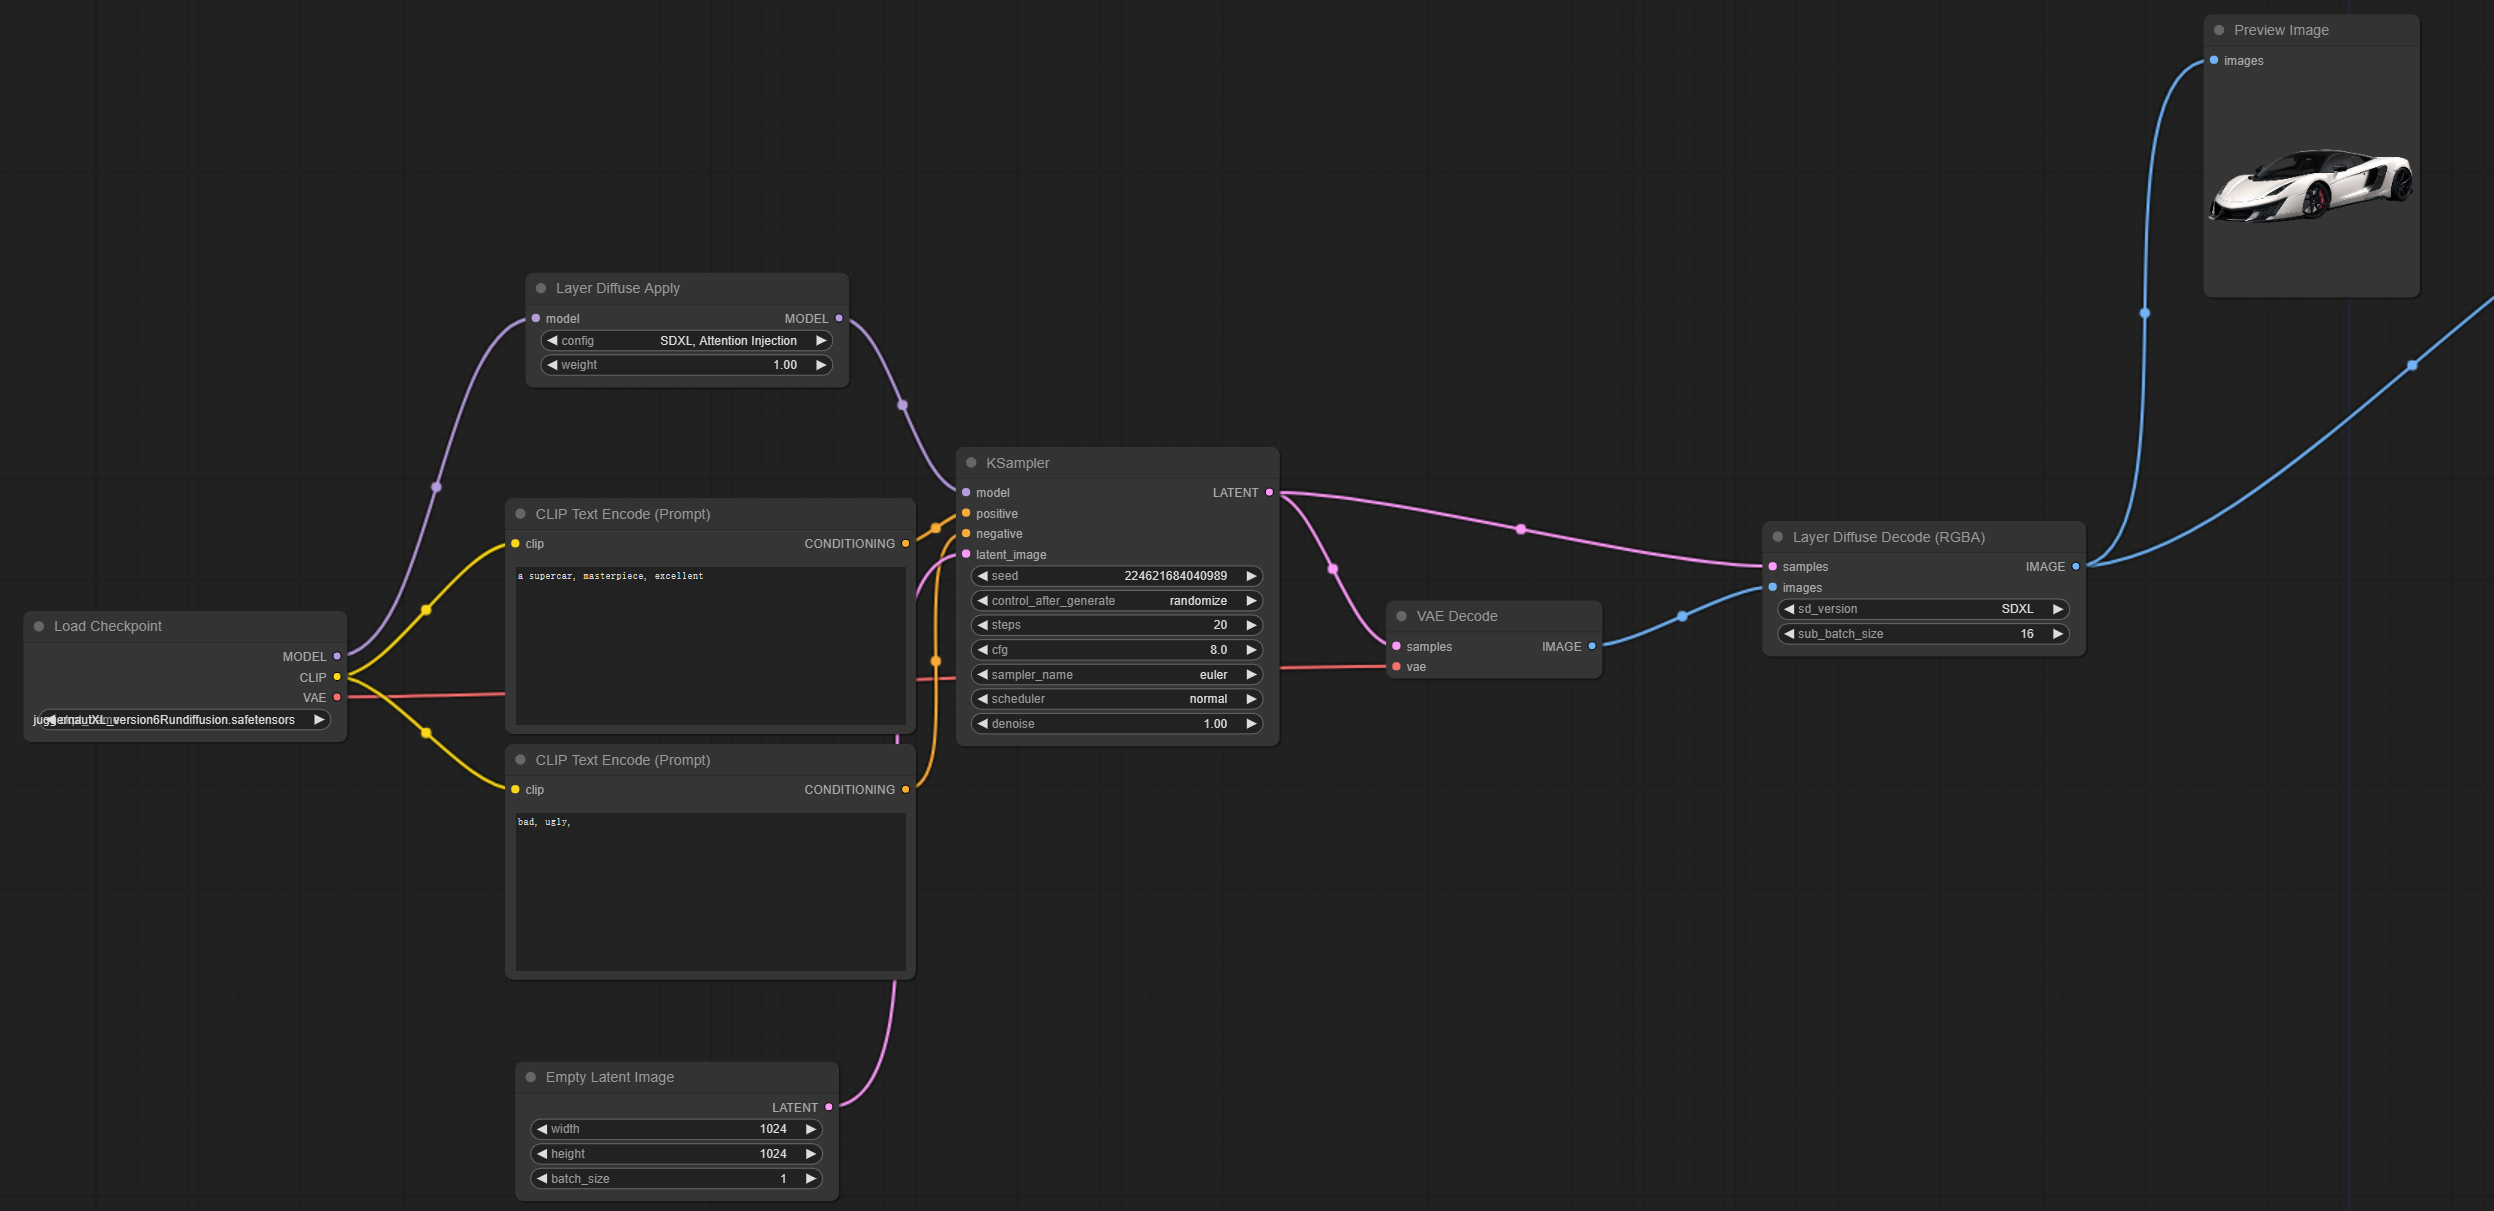 Preview Image
images
Layer Diffuse Apply
model MODEL
config SDXL, Attention Injection
weight 1.00
KSampler
model LATENT
positive
negative
latent_image
seed 224621684040989
control_after_generate randomize
steps 20
cfg 8.0
sampler_name euler
scheduler normal
denoise 1.00
CLIP Text Encode (Prompt)
clip CONDITIONING
a supercar, masterpiece, excellent
Layer Diffuse Decode (RGBA)
samples IMAGE
images
sd_version SDXL
sub_batch_size 16
VAE Decode
samples IMAGE
vae
Load Checkpoint
MODEL
CLIP
VAE
juggernautXL_version6Rundiffusion.safetensors
CLIP Text Encode (Prompt)
clip CONDITIONING
bad, ugly,
Empty Latent Image
LATENT
width 1024
height 1024
batch_size 1